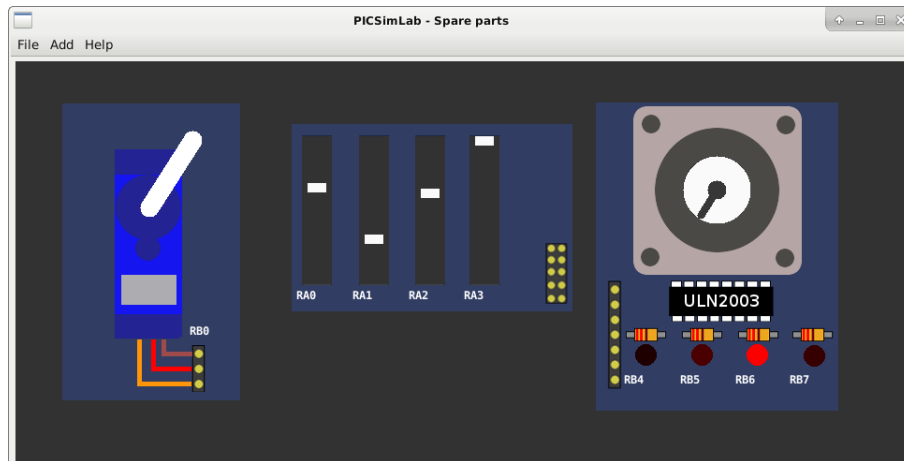 PICSimLab - Spare parts
File Add Help
RB0
RA0 RA1 RA2 RA3
ULN2003
RB4 RB5 RB6 RB7